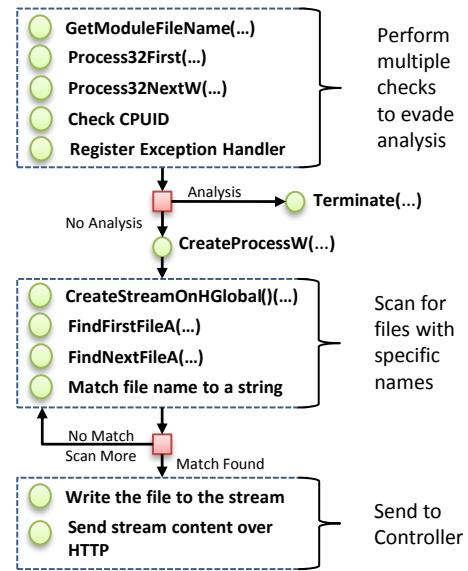 GetModuleFileName(...)
Process32First(...)
Process32NextW(...)
Check CPUID
Register Exception Handler
Perform
multiple
checks
to evade
analysis
Analysis
Terminate(...)
No Analysis
CreateProcessW(...)
CreateStreamOnHGlobal()(...)
FindFirstFileA(...)
FindNextFileA(...)
Match file name to a string
Scan for
files with
specific
names
No Match
Scan More
Match Found
Write the file to the stream
Send stream content over
HTTP
Send to
Controller